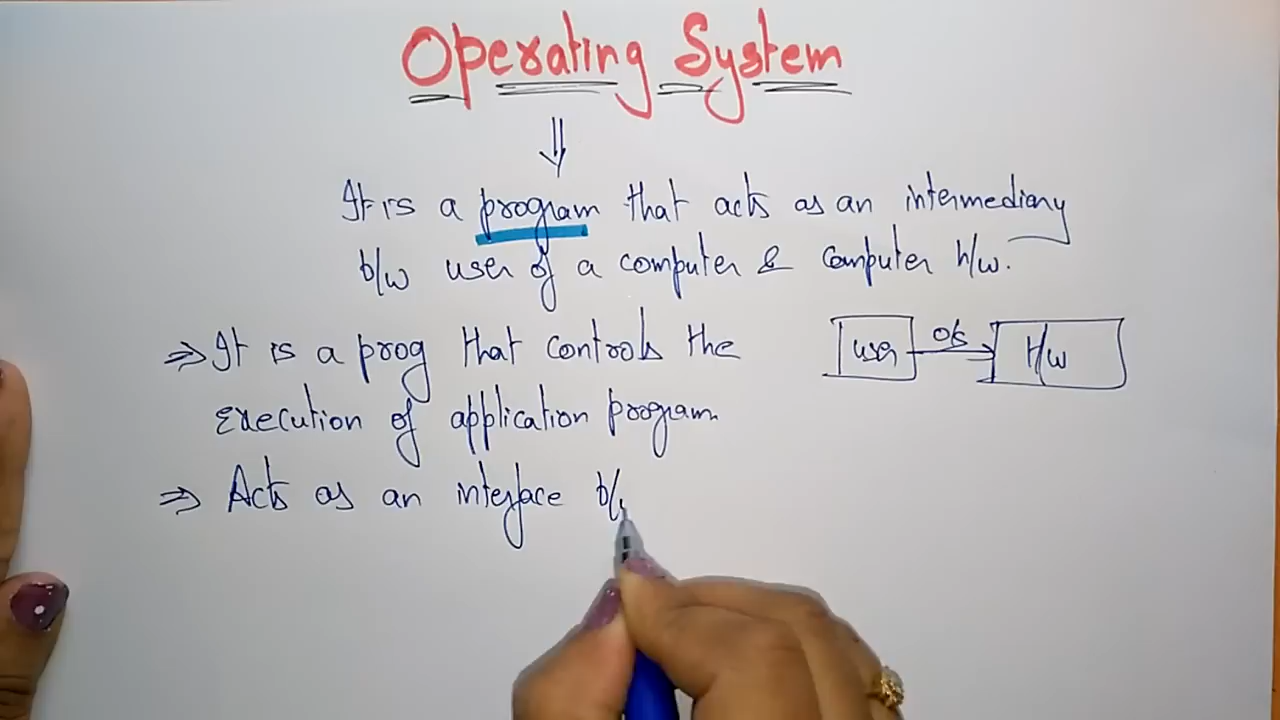 Operating System
It is a program that acts as an intermediary
b/w user of a computer & computer h/w.
⇒ It is a prog that controls the
execution of application program.
user O/S H/w
⇒ Acts as an interface b/